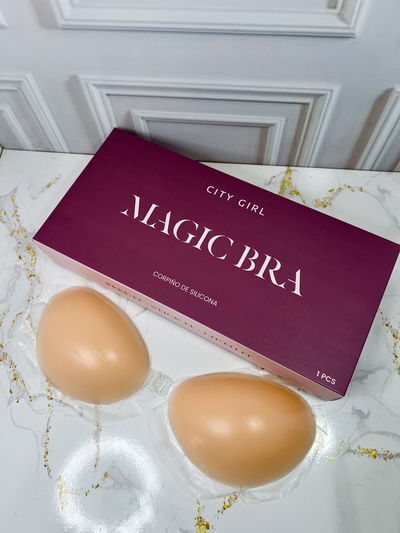 CITY GIRL
MAGIC BRA
CORPIÑO DE SILICONA
1 PCS